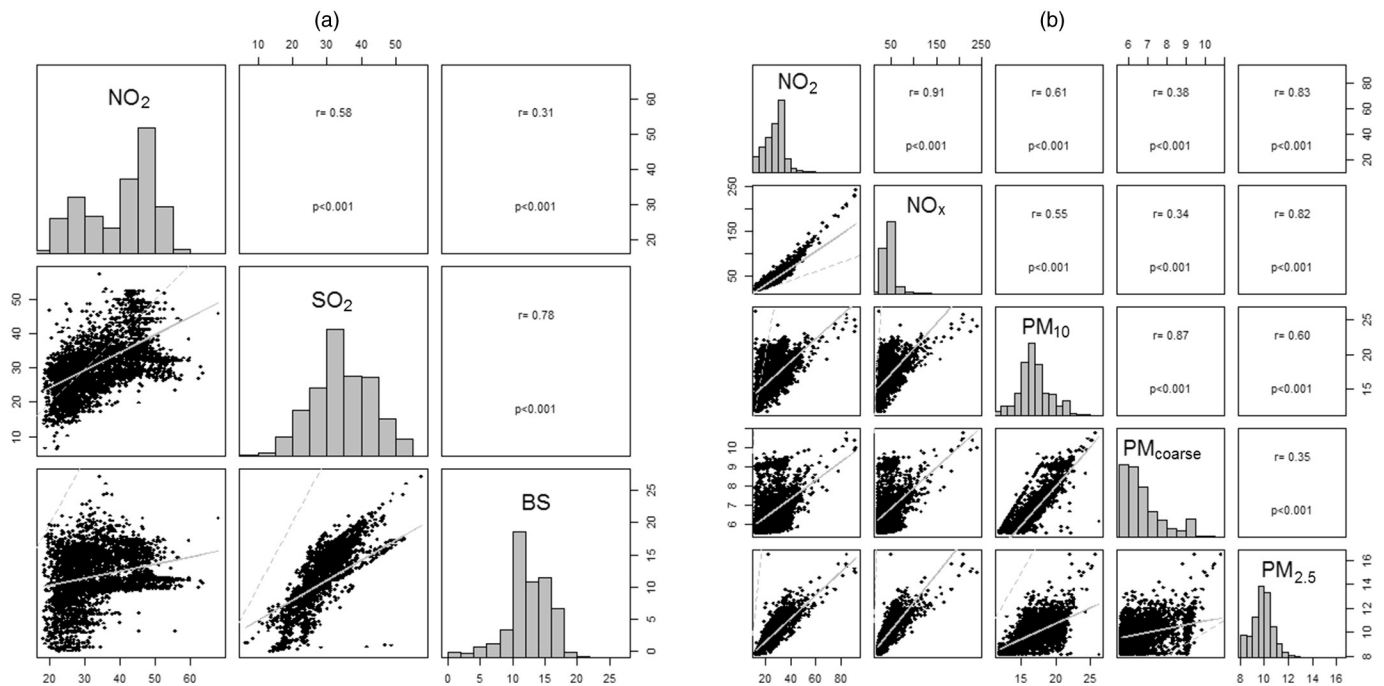 (a)
10 20 30 40 50
NO2
r= 0.58
p<0.001
r= 0.31
p<0.001
20 30 40 50 60
10 20 30 40 50
SO2
r= 0.78
p<0.001
BS
0 5 10 15 20 25
20 30 40 50 60
0 5 10 15 20 25
(b)
50 150 250
6 7 8 9 10
NO2
r= 0.91
p<0.001
r= 0.61
p<0.001
r= 0.38
p<0.001
r= 0.83
p<0.001
20 40 60 80
50 150 250
NOx
r= 0.55
p<0.001
r= 0.34
p<0.001
r= 0.82
p<0.001
PM10
r= 0.87
p<0.001
r= 0.60
p<0.001
15 20 25
6 7 8 9 10
PMcoarse
r= 0.35
p<0.001
PM2.5
8 10 12 14 16
20 40 60 80
15 20 25
8 10 12 14 16